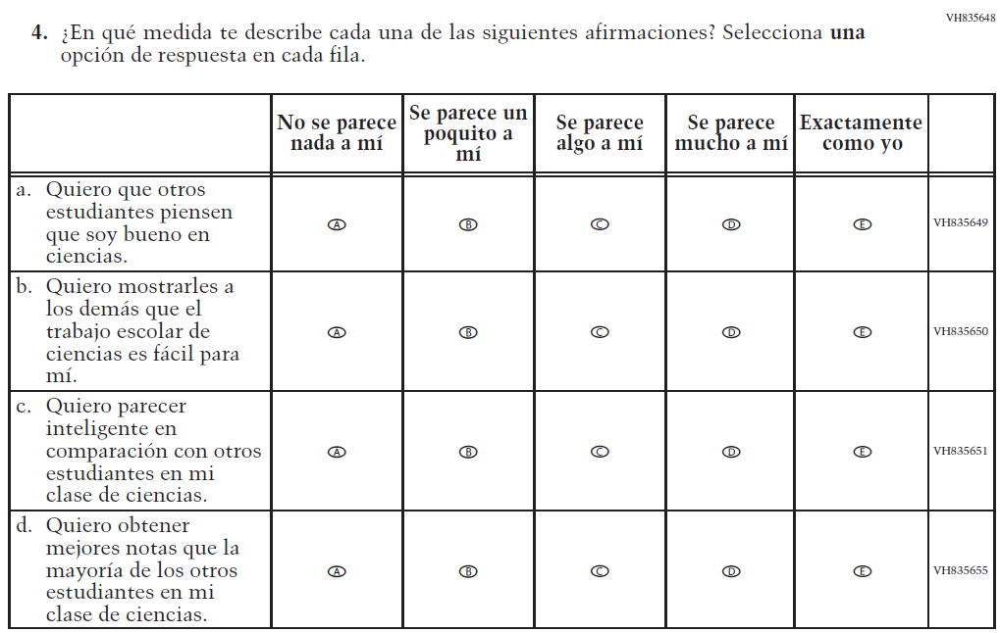 VH835648
4. ¿En qué medida te describe cada una de las siguientes afirmaciones? Selecciona una
opción de respuesta en cada fila.
No se parece
nada a mí
Se parece un
poquito a
mí
Se parece
algo a mí
Se parece
mucho a mí
Exactamente
como yo
a. Quiero que otros
estudiantes piensen
que soy bueno en
ciencias.
A B C D E VH835649
b. Quiero mostrarles a
los demás que el
trabajo escolar de
ciencias es fácil para
mí.
A B C D E VH835650
c. Quiero parecer
inteligente en
comparación con otros
estudiantes en mi
clase de ciencias.
A B C D E VH835651
d. Quiero obtener
mejores notas que la
mayoría de los otros
estudiantes en mi
clase de ciencias.
A B C D E VH835655